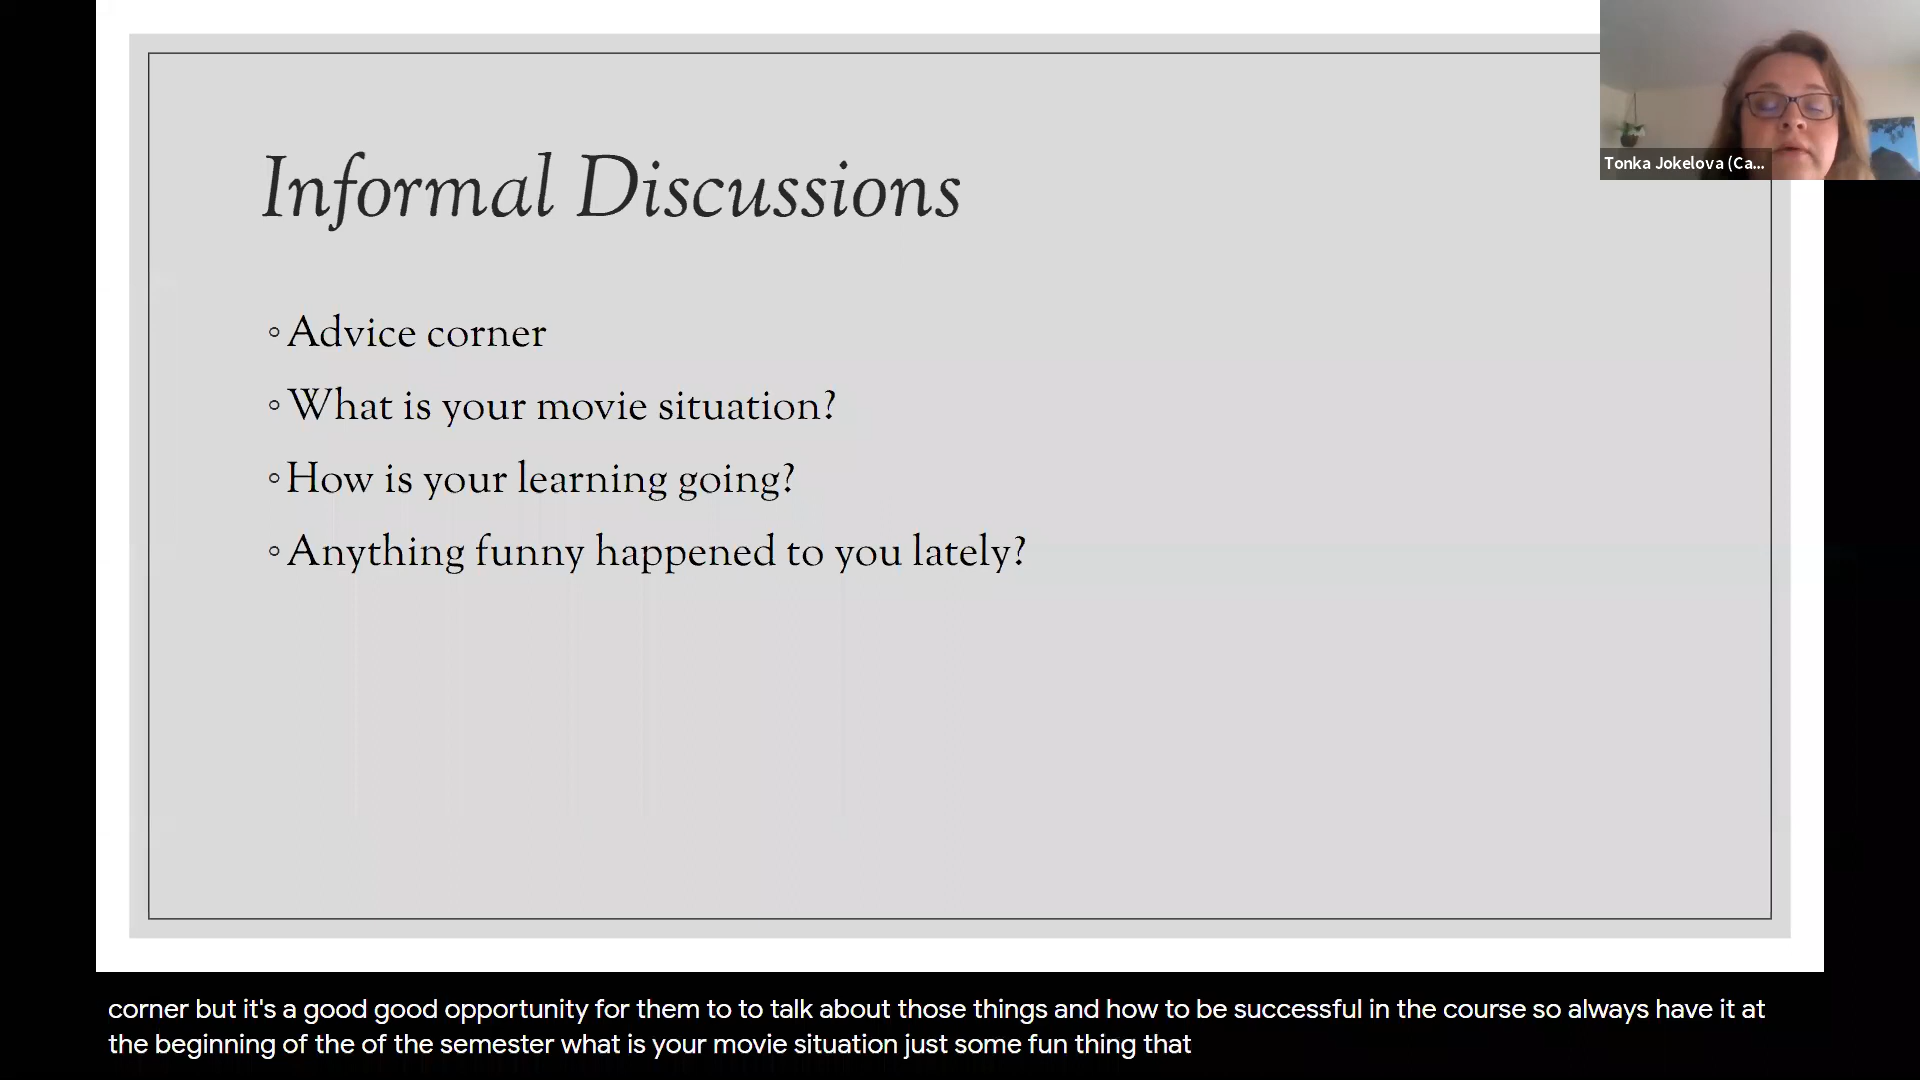 Informal Discussions
Tonka Jokelova (Ca...
◦ Advice corner
◦ What is your movie situation?
◦ How is your learning going?
◦ Anything funny happened to you lately?
corner but it's a good good opportunity for them to to talk about those things and how to be successful in the course so always have it at
the beginning of the of the semester what is your movie situation just some fun thing that